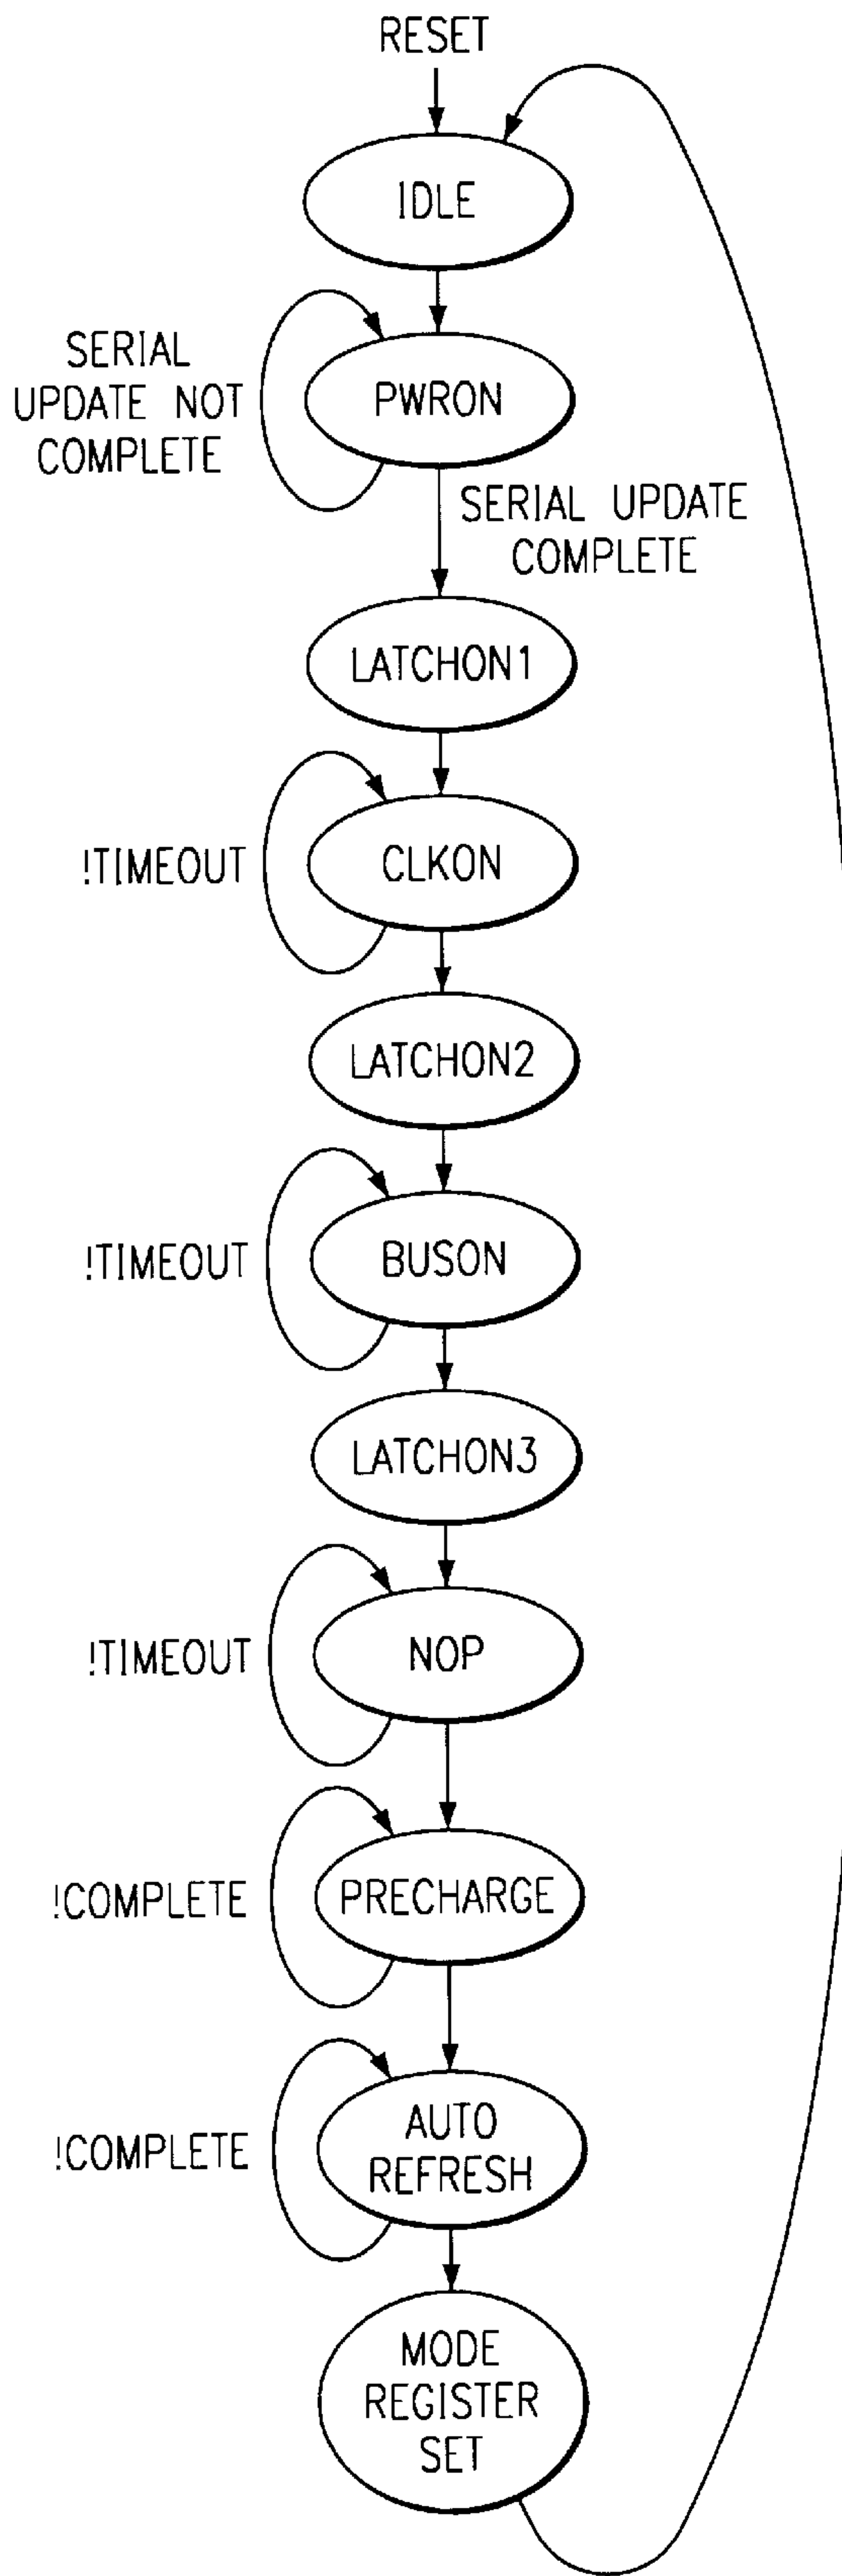 RESET
IDLE
SERIAL
UPDATE NOT
COMPLETE
PWRON
SERIAL UPDATE
COMPLETE
LATCHON1
!TIMEOUT
CLKON
LATCHON2
!TIMEOUT
BUSON
LATCHON3
!TIMEOUT
NOP
!COMPLETE
PRECHARGE
!COMPLETE
AUTO
REFRESH
MODE
REGISTER
SET